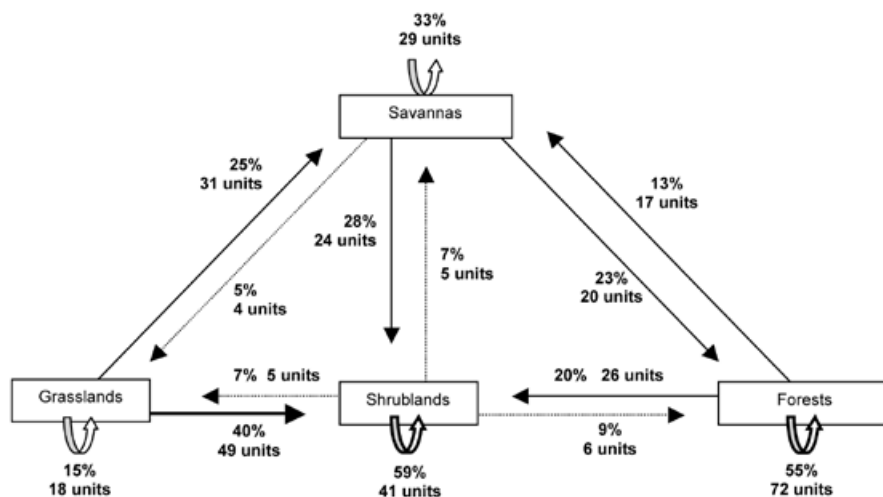 33%
29 units
Savannas
25%
31 units
13%
17 units
28%
24 units
7%
5 units
5%
4 units
23%
20 units
7% 5 units
20% 26 units
Grasslands
Shrublands
Forests
40%
49 units
9%
6 units
15%
18 units
59%
41 units
55%
72 units